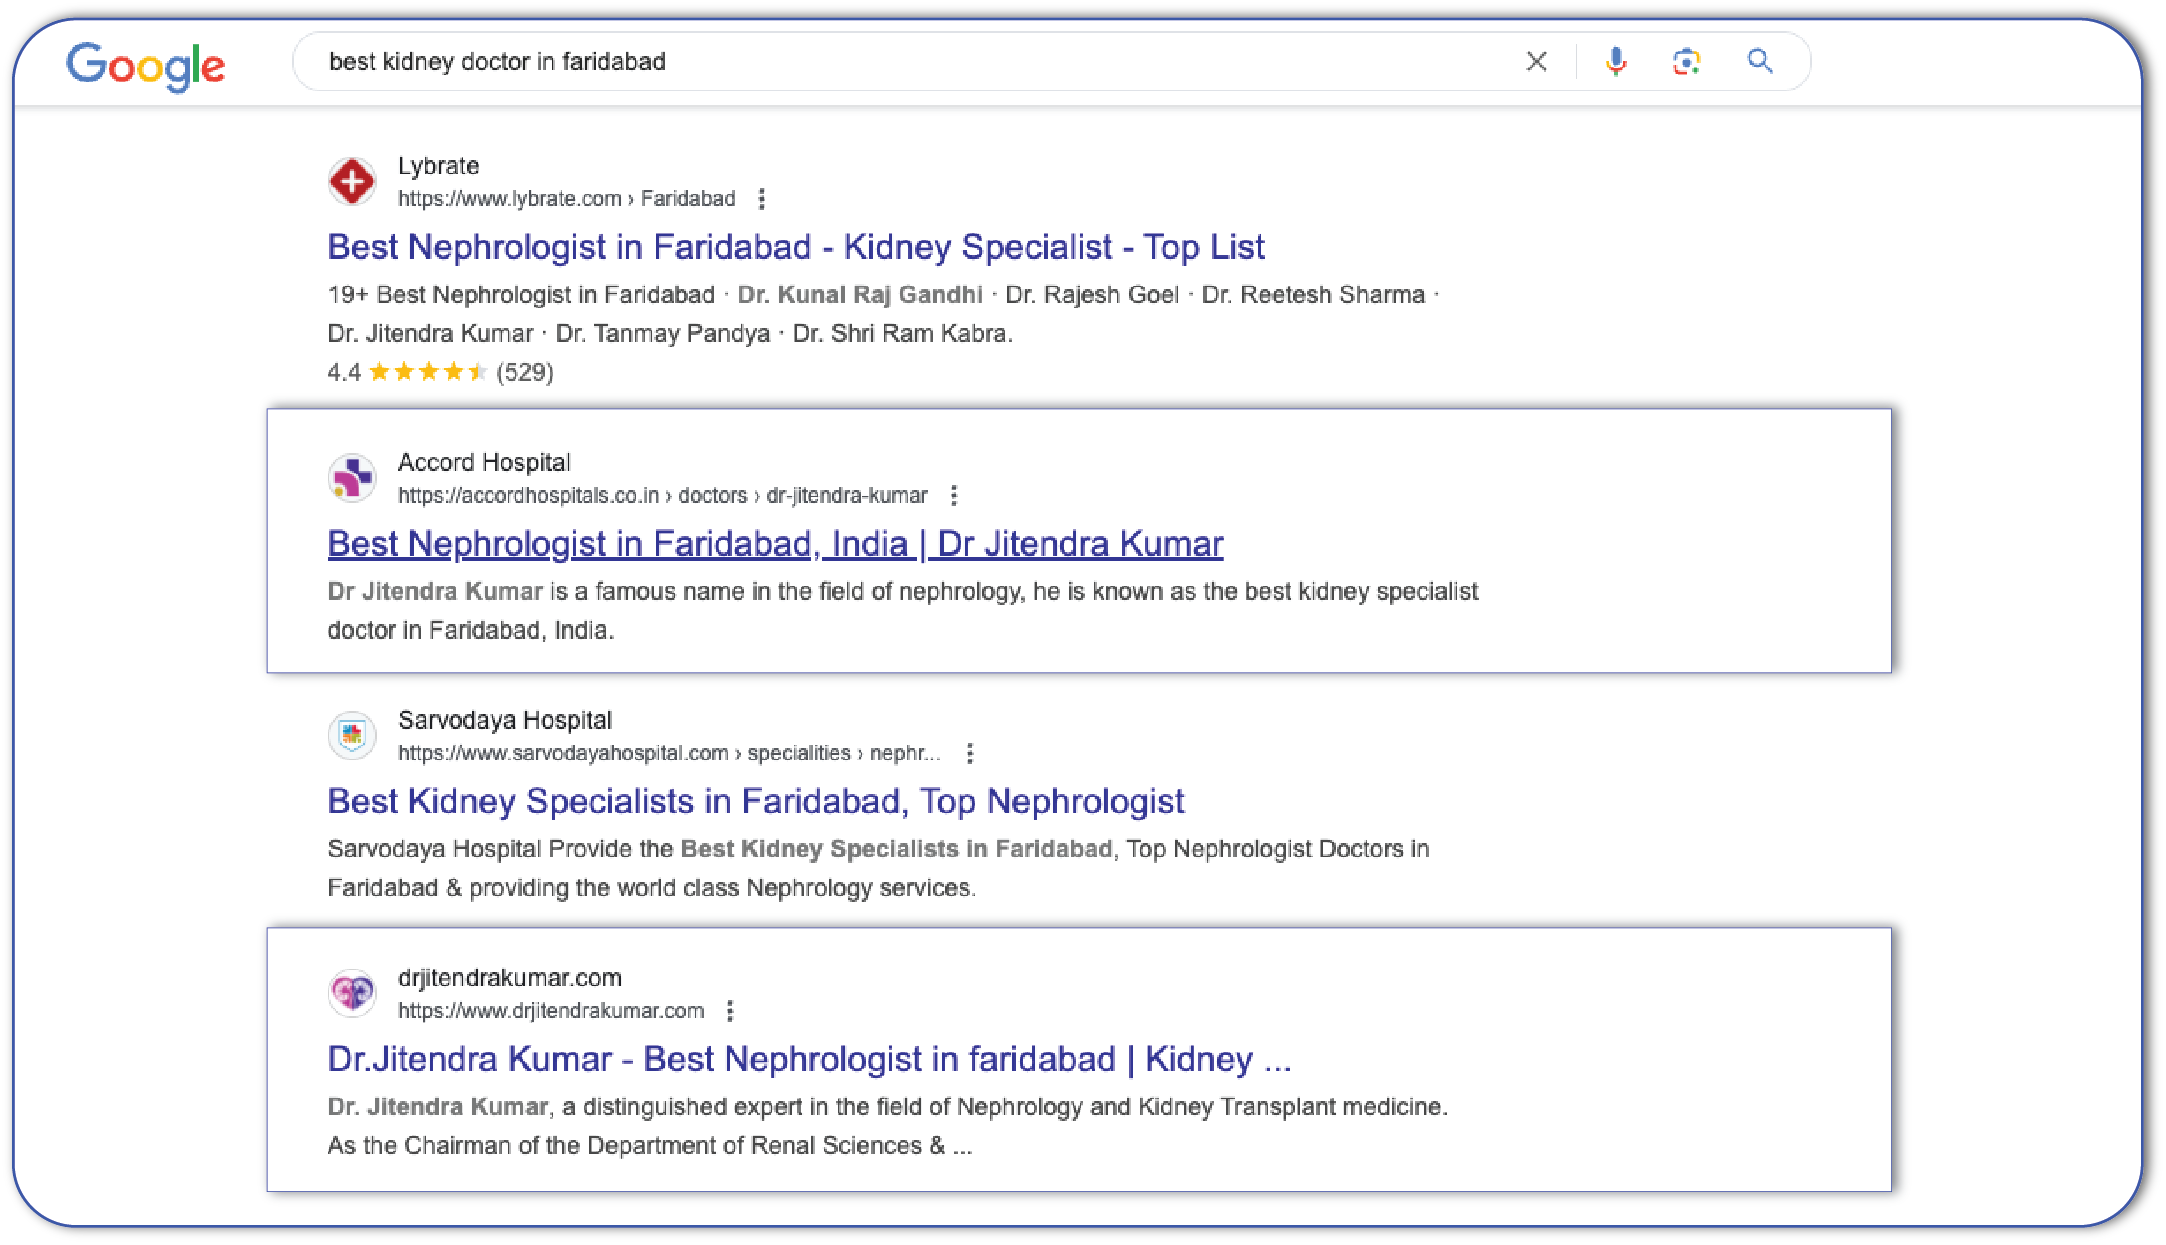 Google
best kidney doctor in faridabad
Lybrate
https://www.lybrate.com › Faridabad
Best Nephrologist in Faridabad - Kidney Specialist - Top List
19+ Best Nephrologist in Faridabad · Dr. Kunal Raj Gandhi · Dr. Rajesh Goel · Dr. Reetesh Sharma ·
Dr. Jitendra Kumar · Dr. Tanmay Pandya · Dr. Shri Ram Kabra.
4.4 (529)
Accord Hospital
https://accordhospitals.co.in › doctors › dr-jitendra-kumar
Best Nephrologist in Faridabad, India | Dr Jitendra Kumar
Dr Jitendra Kumar is a famous name in the field of nephrology, he is known as the best kidney specialist
doctor in Faridabad, India.
Sarvodaya Hospital
https://www.sarvodayahospital.com › specialities › nephr...
Best Kidney Specialists in Faridabad, Top Nephrologist
Sarvodaya Hospital Provide the Best Kidney Specialists in Faridabad, Top Nephrologist Doctors in
Faridabad & providing the world class Nephrology services.
drjitendrakumar.com
https://www.drjitendrakumar.com
Dr.Jitendra Kumar - Best Nephrologist in faridabad | Kidney ...
Dr. Jitendra Kumar, a distinguished expert in the field of Nephrology and Kidney Transplant medicine.
As the Chairman of the Department of Renal Sciences & ...